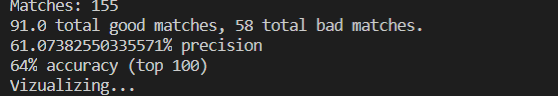 Matches: 155
91.0 total good matches, 58 total bad matches.
61.07382550335571% precision
64% accuracy (top 100)
Vizualizing...